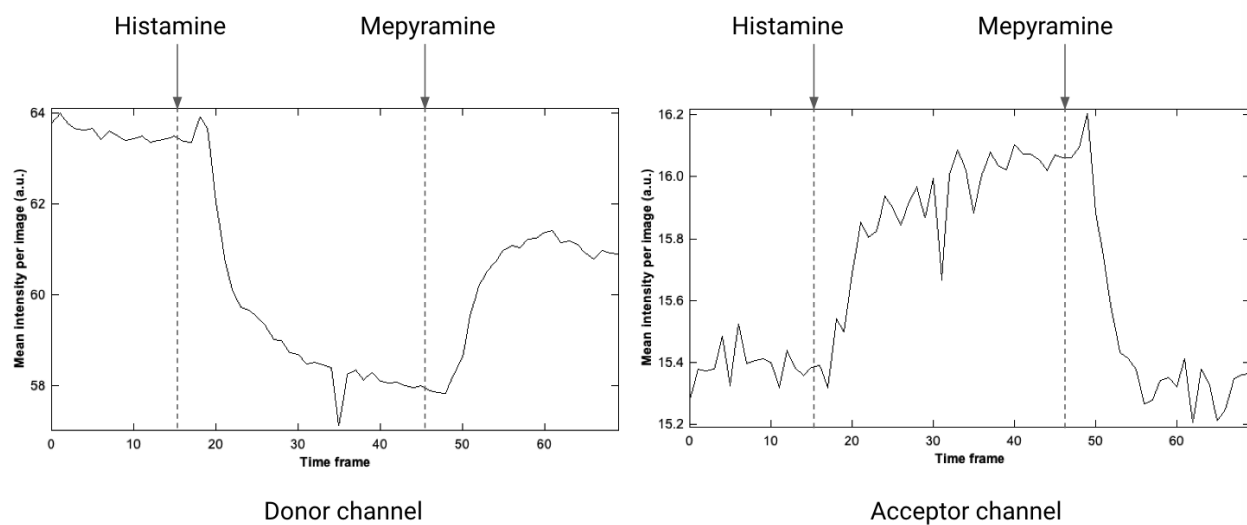 Histamine Mepyramine
64
62
60
58
Mean intensity per image (a.u.)
0 10 20 30 40 50 60
Time frame
Donor channel
Histamine Mepyramine
16.2
16.0
15.8
15.6
15.4
15.2
Mean intensity per image (a.u.)
0 10 20 30 40 50 60
Time frame
Acceptor channel